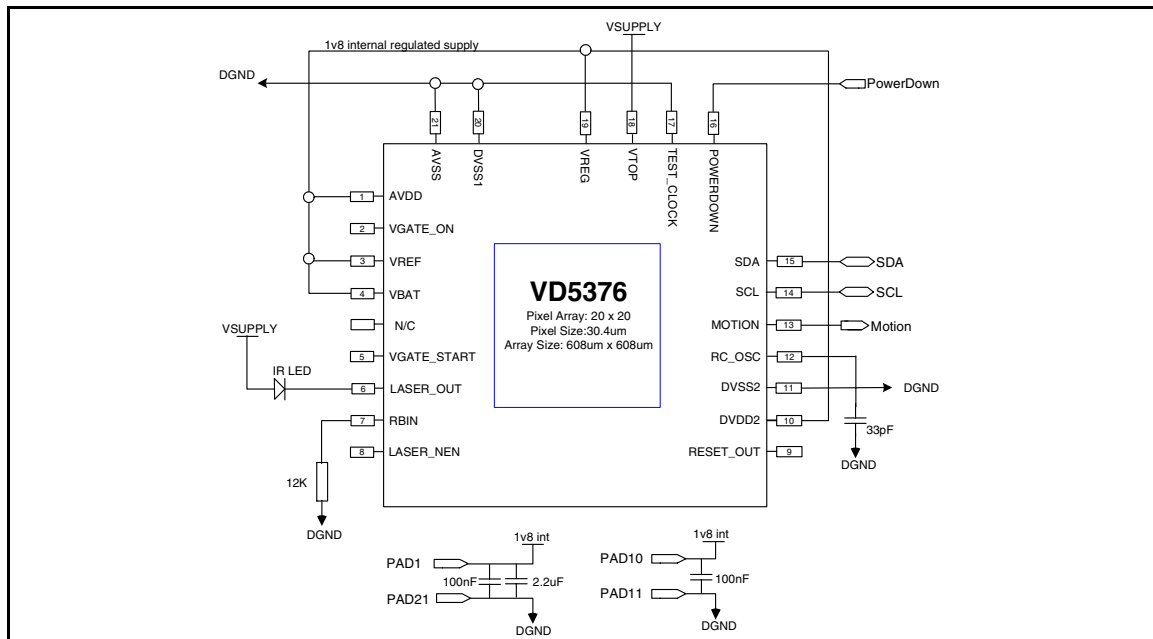 VSUPPLY
1v8 internal regulated supply
DGND
PowerDown
21
20
19
18
17
16
AVSS
DVSS1
VREG
VTOP
TEST_CLOCK
POWERDOWN
1 AVDD
2 VGATE_ON
3 VREF
4 VBAT
N/C
5 VGATE_START
6 LASER_OUT
7 RBIN
8 LASER_NEN
VSUPPLY
IR LED
12K
DGND
VD5376
Pixel Array: 20 x 20
Pixel Size:30.4um
Array Size: 608um x 608um
SDA 15 SDA
SCL 14 SCL
MOTION 13 Motion
RC_OSC 12
DVSS2 11 DGND
DVDD2 10
RESET_OUT 9
33pF
DGND
1v8 int
PAD1
100nF 2.2uF
PAD21
DGND
1v8 int
PAD10
100nF
PAD11
DGND